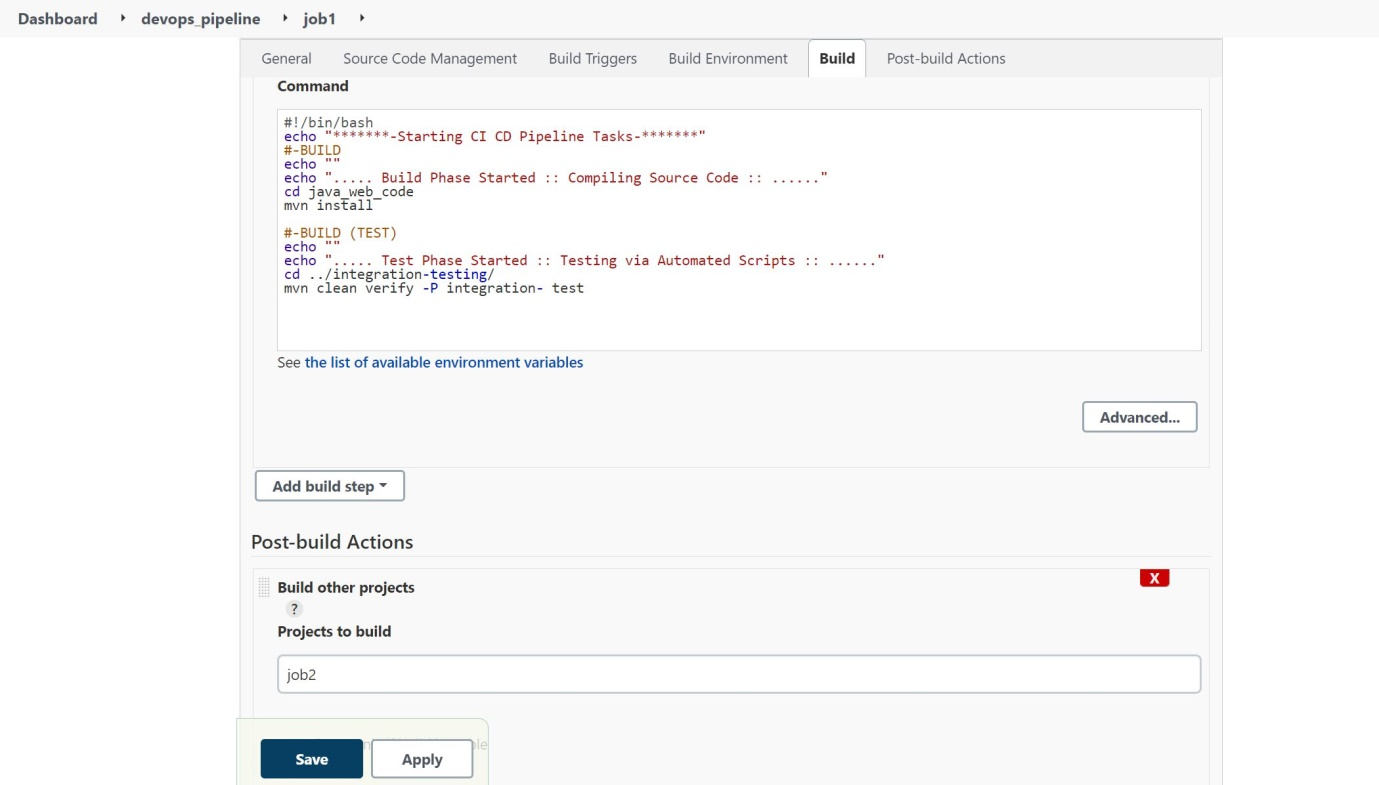 Dashboard devops_pipeline job1
General Source Code Management Build Triggers Build Environment Build Post-build Actions
Command
#!/bin/bash
echo "*******-Starting CI CD Pipeline Tasks-*******"
#-BUILD
echo ""
echo "..... Build Phase Started :: Compiling Source Code :: ......"
cd java_web_code
mvn install
#-BUILD (TEST)
echo ""
echo "..... Test Phase Started :: Testing via Automated Scripts :: ......"
cd ../integration-testing/
mvn clean verify -P integration- test
See the list of available environment variables
Advanced...
Add build step
Post-build Actions
Build other projects
X
?
Projects to build
job2
Save Apply